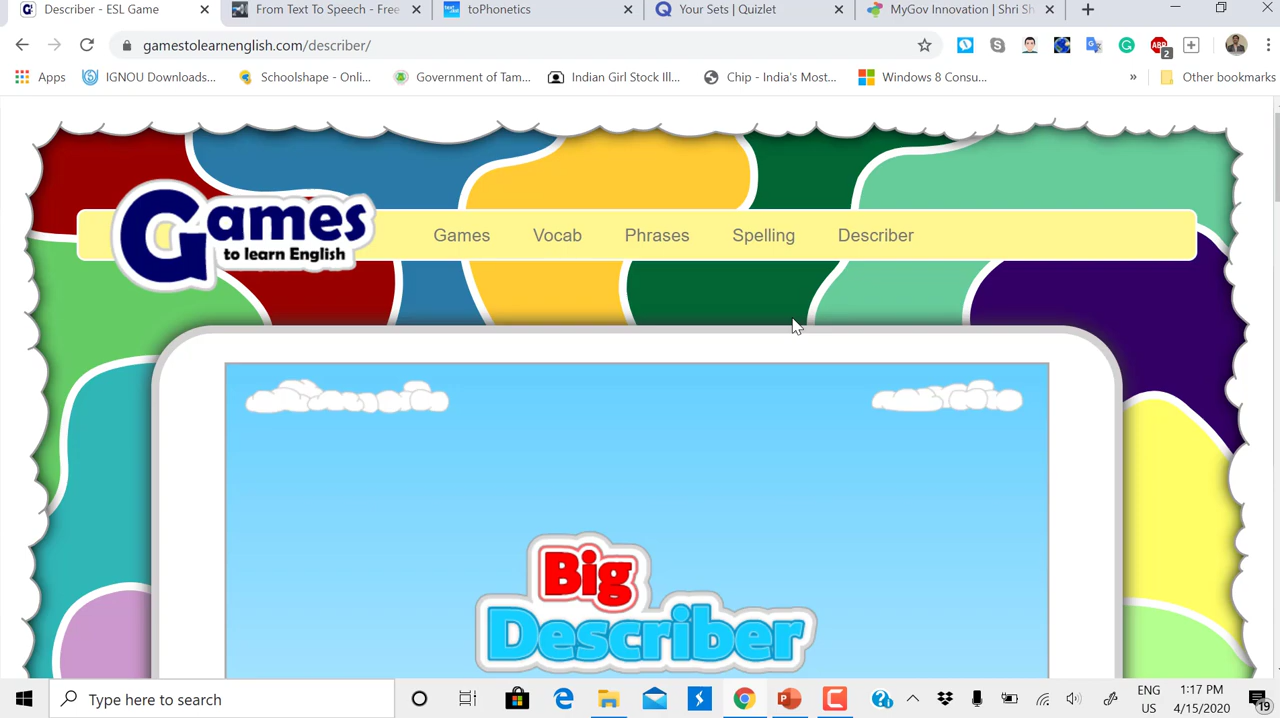 Describer - ESL Game
From Text To Speech - Free
toPhonetics
Your Sets | Quizlet
MyGov Innovation | Shri Sh
gamestolearnenglish.com/describer/
ABP
2
Apps
IGNOU Downloads...
Schoolshape - Onli...
Government of Tam...
Indian Girl Stock Ill...
Chip - India's Most...
Windows 8 Consu...
»
Other bookmarks
Games
to learn English
Games
Vocab
Phrases
Spelling
Describer
Big
Describer
Type here to search
ENG
US
1:17 PM
4/15/2020
19